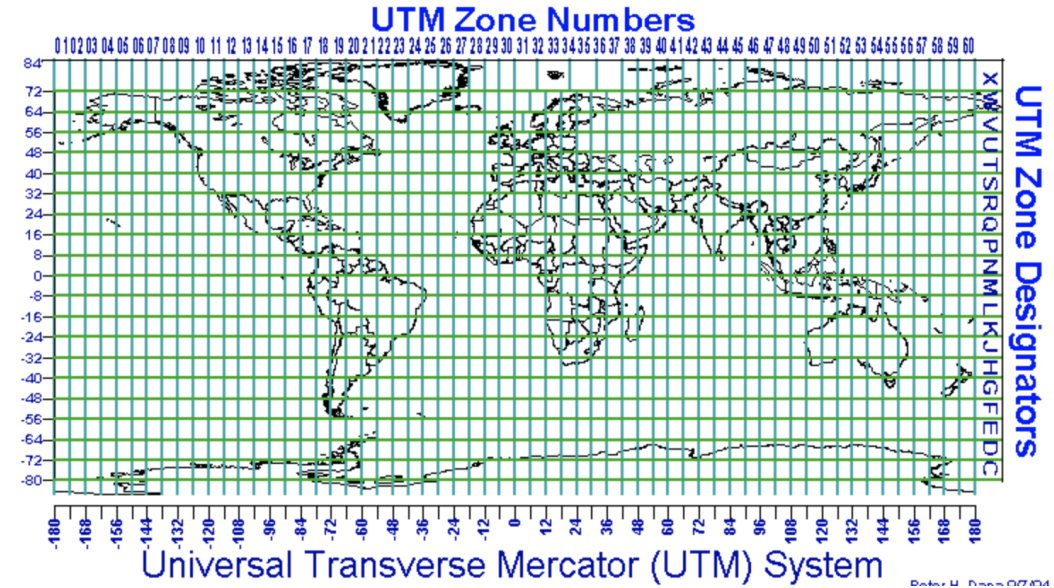 UTM Zone Numbers
01 02 03 04 05 06 07 08 09 10 11 12 13 14 15 16 17 18 19 20 21 22 23 24 25 26 27 28 29 30 31 32 33 34 35 36 37 38 39 40 41 42 43 44 45 46 47 48 49 50 51 52 53 54 55 56 57 58 59 60
84
72
64
56
48
40
32
24
16
8
0
-8
-16
-24
-32
-40
-48
-56
-64
-72
-80
X
W
V
U
T
S
R
Q
P
N
M
L
K
J
H
G
F
E
D
C
UTM Zone Designators
-180 -168 -156 -144 -132 -120 -108 -96 -84 -72 -60 -48 -36 -24 -12 0 12 24 36 48 60 72 84 96 108 120 132 144 156 168 180
Universal Transverse Mercator (UTM) System
Peter H. Dana 9/7/94